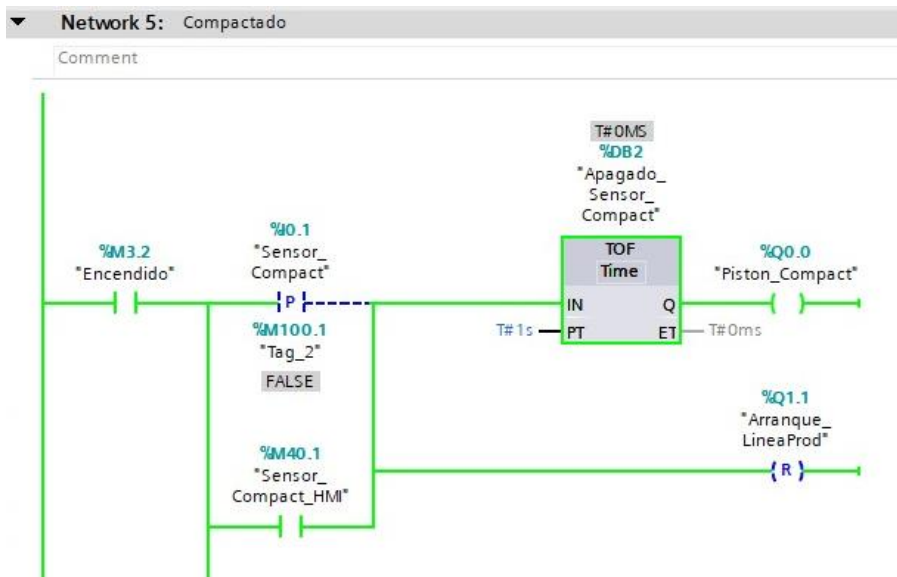 Network 5: Compactado
Comment
T#0MS
%DB2
"Apagado_
Sensor_
Compact"
%I0.1
"Sensor_
Compact"
%M3.2
"Encendido"
TOF
Time
%Q0.0
"Piston_Compact"
P
IN
Q
T#1s
PT
ET
T#0ms
%M100.1
"Tag_2"
FALSE
%Q1.1
"Arranque_
LineaProd"
R
%M40.1
"Sensor_
Compact_HMI"